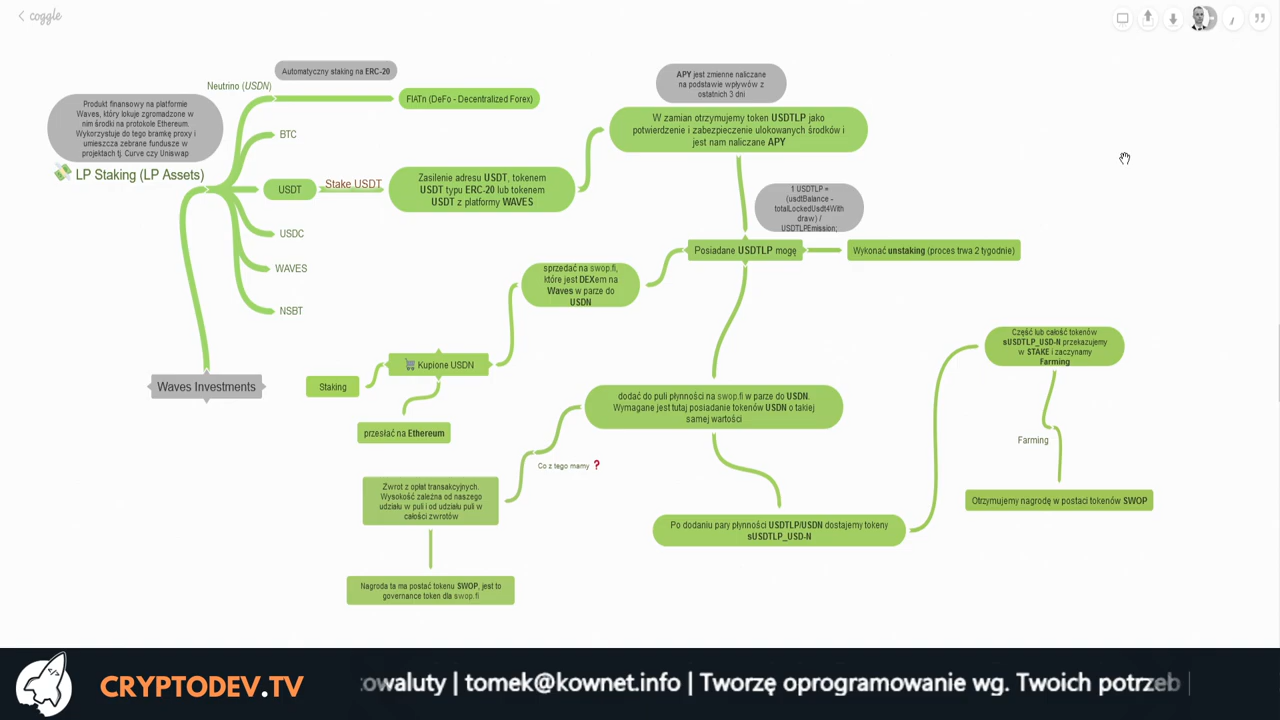 coggle
Automatyczny staking na ERC-20
Neutrino (USDN)
FIATn (DeFo - Decentralized Forex)
Produkt finansowy na platformie
Waves, który lokuje zgromadzone w
nim środki na protokole Ethereum.
Wykorzystuje do tego bramkę proxy i
umieszcza zebrane fundusze w
projektach tj. Curve czy Uniswap
LP Staking (LP Assets)
BTC
USDT
Stake USDT
Zasilenie adresu USDT, tokenem
USDT typu ERC-20 lub tokenem
USDT z platformy WAVES
USDC
WAVES
NSBT
Waves Investments
APY jest zmienne naliczane
na podstawie wpływów z
ostatnich 3 dni
W zamian otrzymujemy token USDTLP jako
potwierdzenie i zabezpieczenie ulokowanych środków i
jest nam naliczane APY
1 USDTLP =
(usdtBalance -
totalLockedUsdt4With
draw) /
USDTLPEmission;
Posiadane USDTLP mogę
Wykonać unstaking (proces trwa 2 tygodnie)
sprzedać na swop.fi,
które jest DEXem na
Waves w parze do
USDN
Kupione USDN
Staking
przesłać na Ethereum
dodać do puli płynności na swop.fi w parze do USDN.
Wymagane jest tutaj posiadanie tokenów USDN o takiej
samej wartości
Co z tego mamy ❓
Zwrot z opłat transakcyjnych.
Wysokość zależna od naszego
udziału w puli i od udziału puli w
całości zwrotów
Nagroda ta ma postać tokenu SWOP, jest to
governance token dla swop.fi
Po dodaniu pary płynności USDTLP/USDN dostajemy tokeny
sUSDTLP_USD-N
Część lub całość tokenów
sUSDTLP_USD-N przekazujemy
w STAKE i zaczynamy
Farming
Farming
Otrzymujemy nagrodę w postaci tokenów SWOP
CRYPTODEV.TV
owaluty | tomek@kownet.info | Tworzę oprogramowanie wg. Twoich potrzeb |